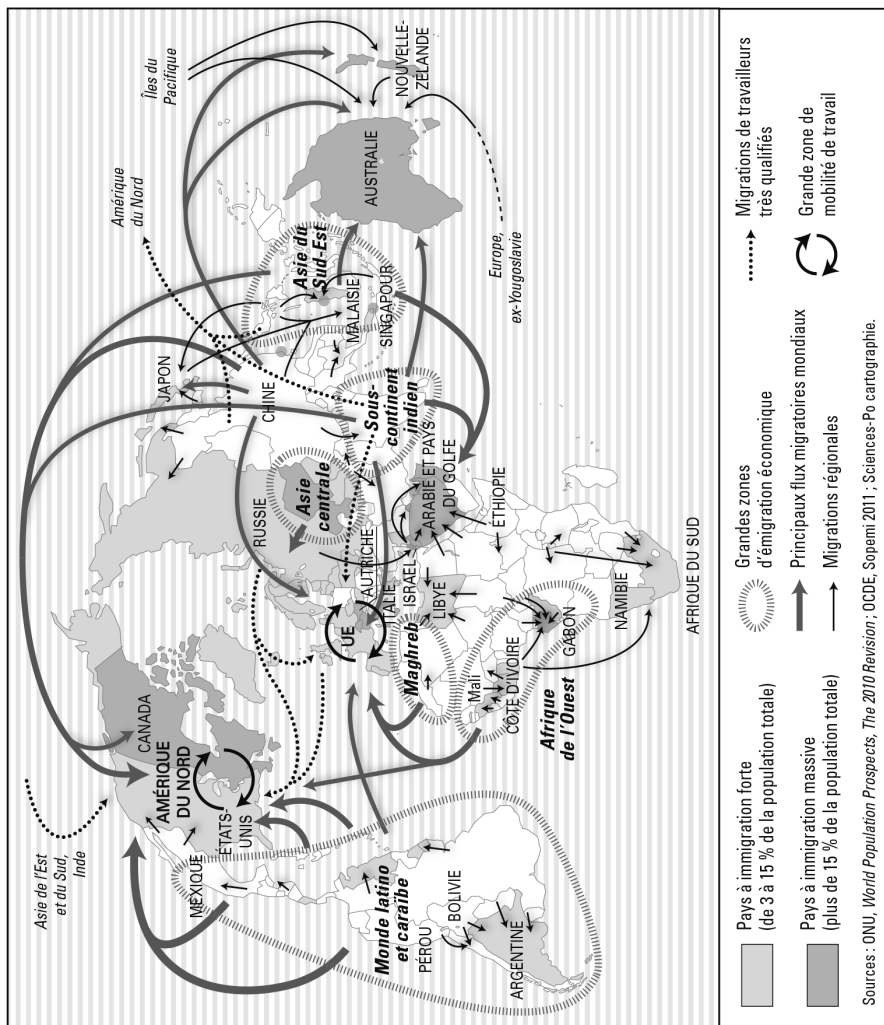 Asie de l'Est
et du Sud,
Inde
CANADA
AMÉRIQUE
DU NORD
ÉTATS-
UNIS
MEXIQUE
Monde latino
et caraïbe
PÉROU
BOLIVIE
ARGENTINE
RUSSIE
UE
AUTRICHE
ITALIE
Asie
centrale
ISRAËL
LIBYE
Maghreb
Mali
CÔTE D'IVOIRE
Afrique
de l'Ouest
GABON
NAMIBIE
AFRIQUE DU SUD
ÉTHIOPIE
ARABIE ET PAYS
DU GOLFE
Sous-
continent
indien
CHINE
JAPON
Amérique
du Nord
Asie du
Sud-Est
MALAISIE
SINGAPOUR
Îles du
Pacifique
NOUVELLE-
ZÉLANDE
AUSTRALIE
Europe,
ex-Yougoslavie
Pays à immigration forte
(de 3 à 15 % de la population totale)
Pays à immigration massive
(plus de 15 % de la population totale)
Grandes zones
d'émigration économique
Principaux flux migratoires mondiaux
Migrations régionales
Migrations de travailleurs
très qualifiés
Grande zone de
mobilité de travail
Sources : ONU, World Population Prospects, The 2010 Revision ; OCDE, Sopemi 2011 ; Sciences-Po cartographie.